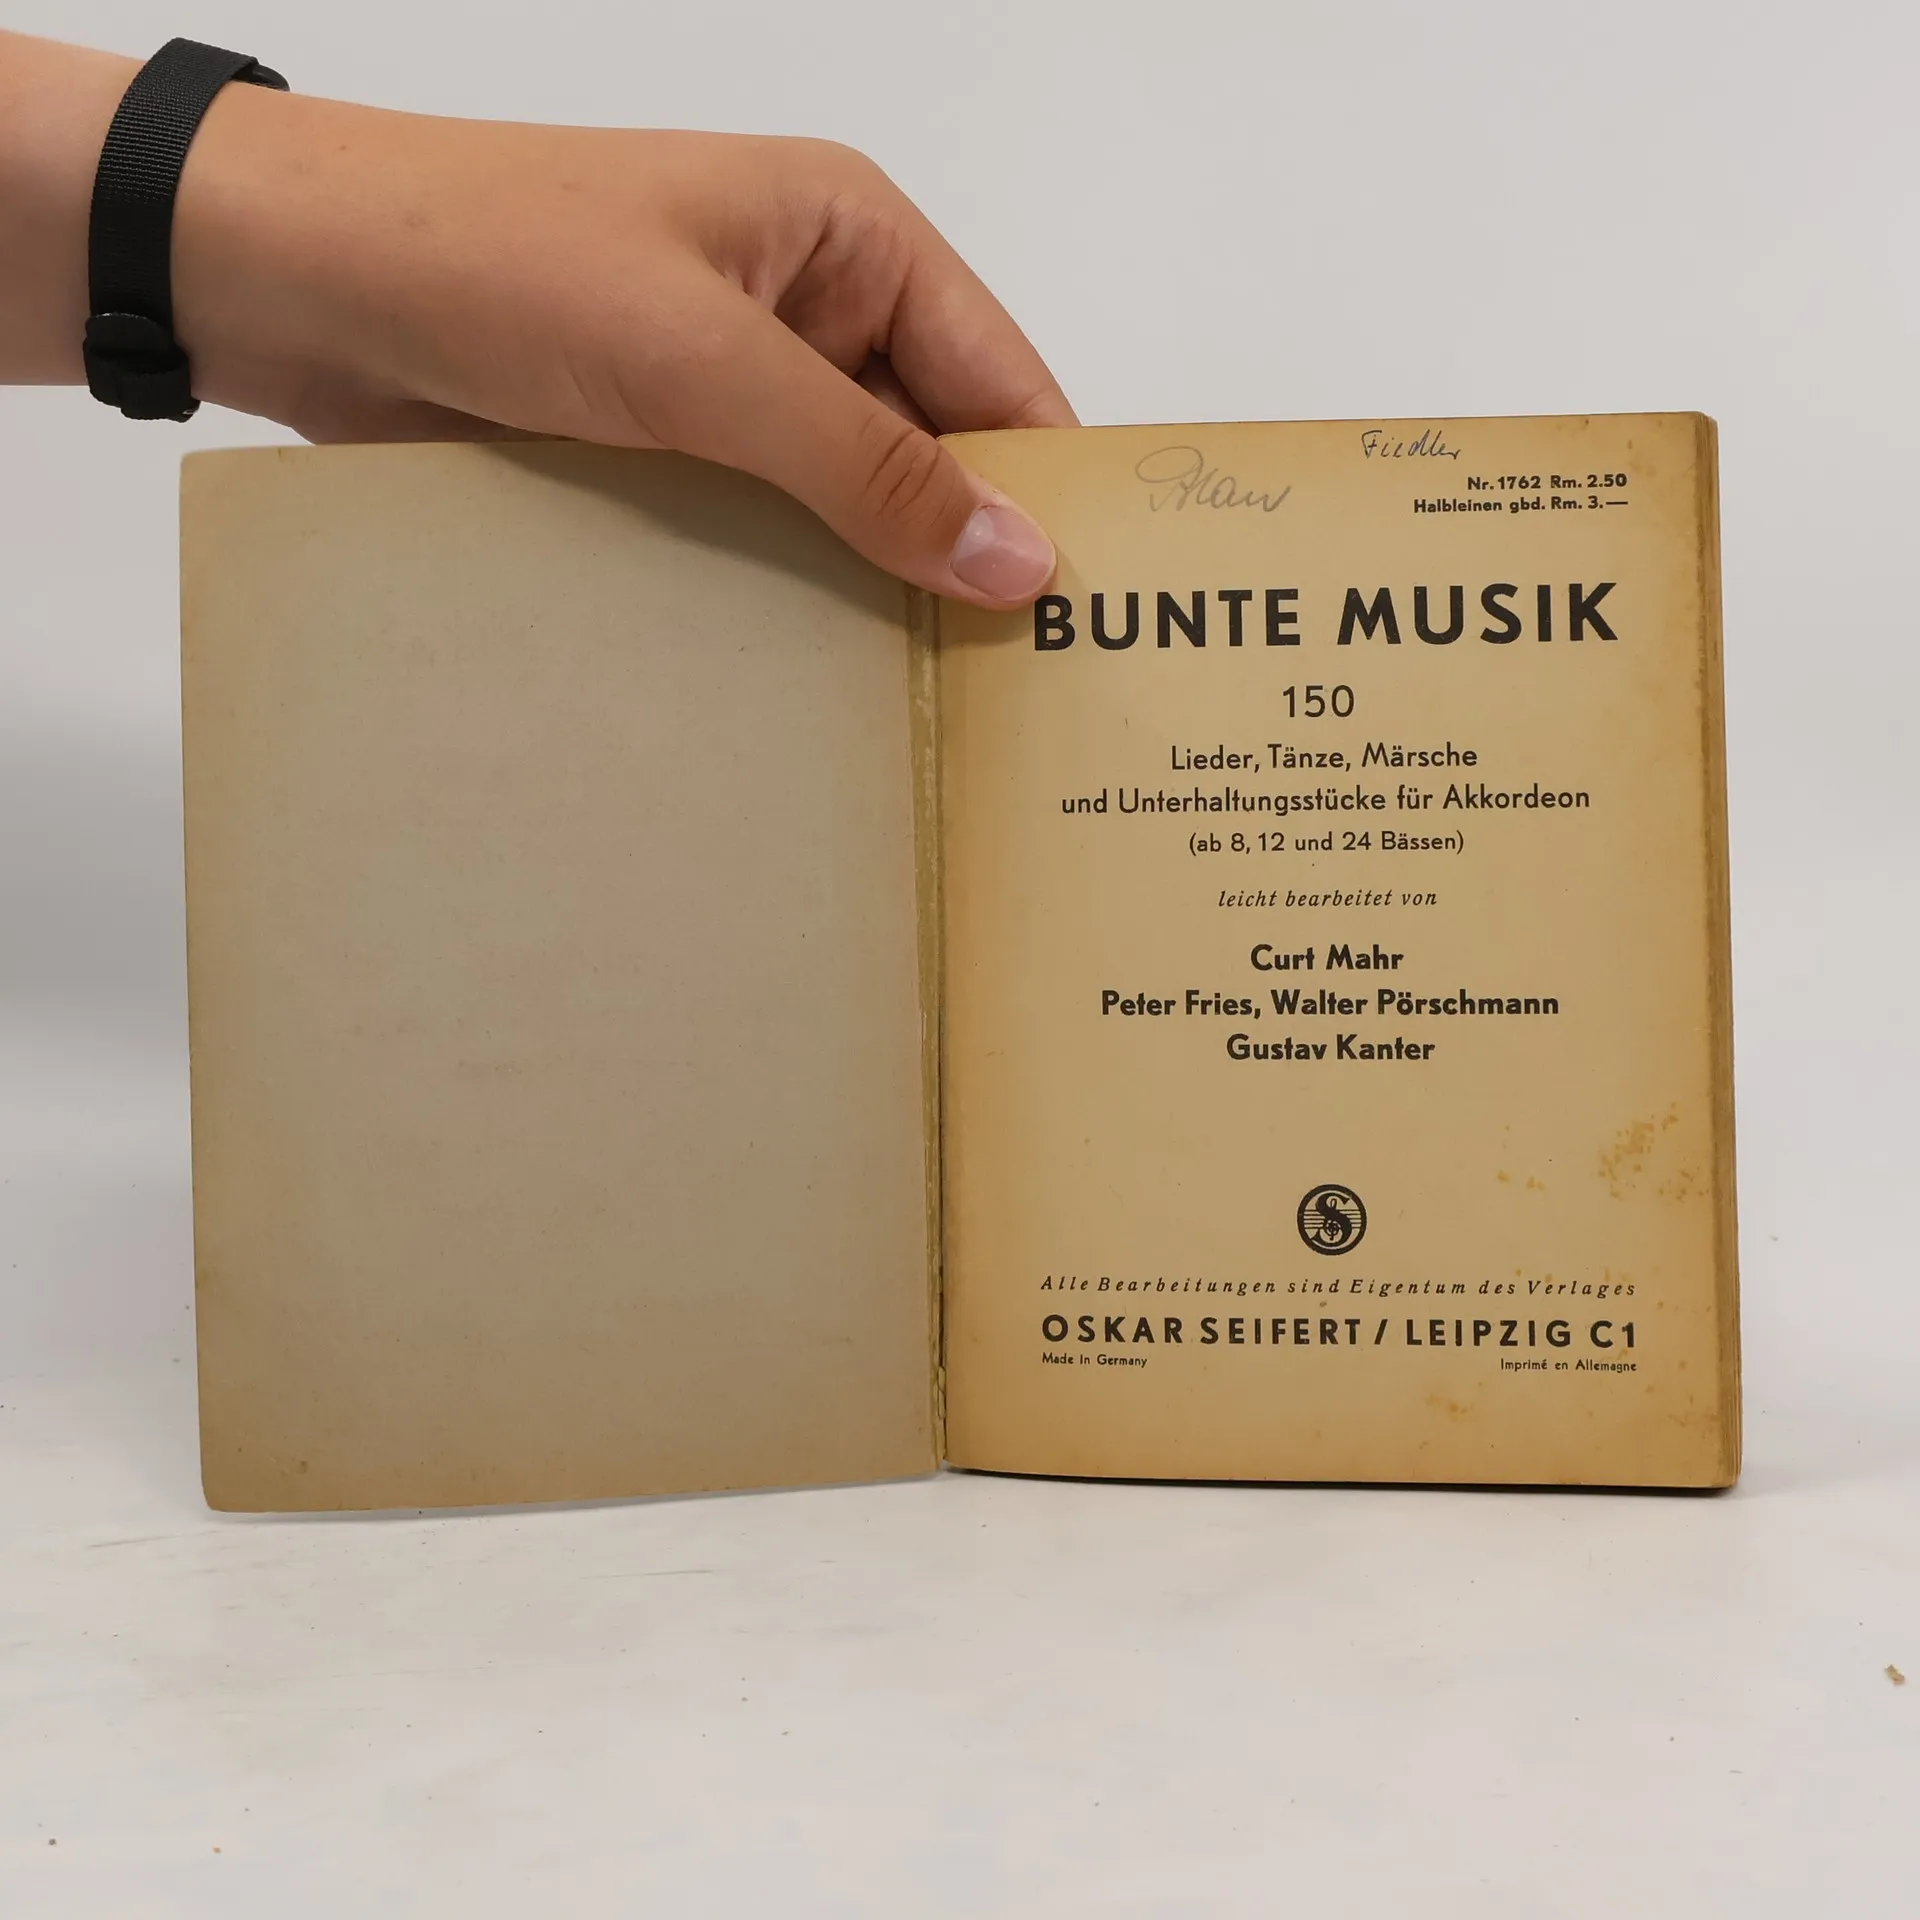 Fiedler
Nr. 1762 Rm. 2.50
Halbleinen gbd. Rm. 3.—
BUNTE MUSIK
150
Lieder, Tänze, Märsche
und Unterhaltungsstücke für Akkordeon
(ab 8, 12 und 24 Bässen)
leicht bearbeitet von
Curt Mahr
Peter Fries, Walter Pörschmann
Gustav Kanter
S
Alle Bearbeitungen sind Eigentum des Verlages
OSKAR SEIFERT / LEIPZIG C1
Made In Germany Imprimé en Allemagne